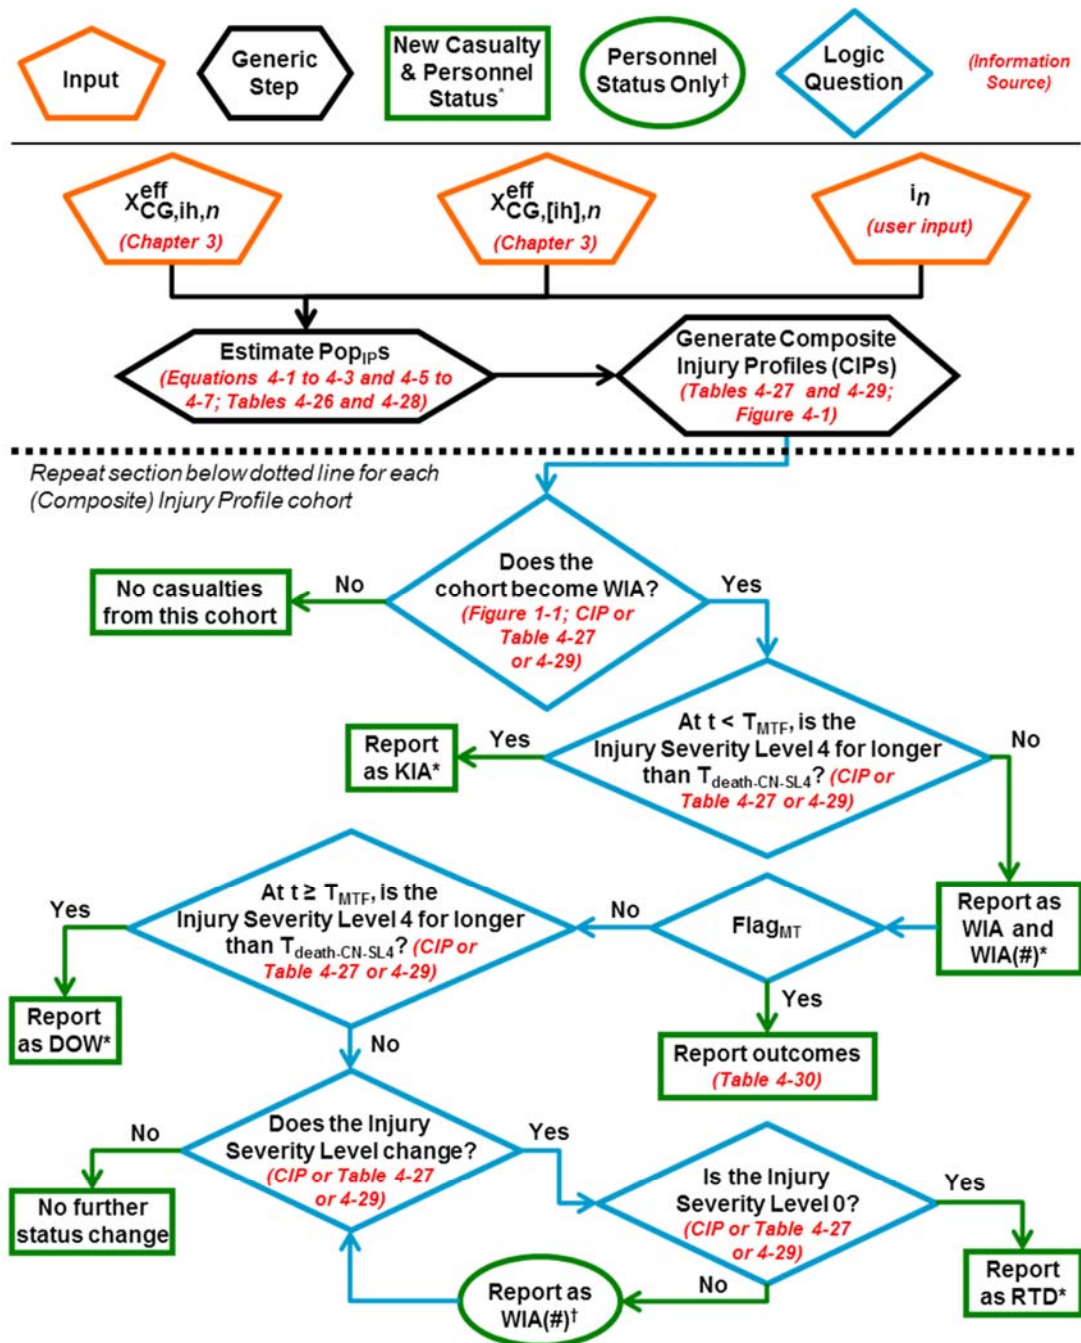 Input
Generic
Step
New Casualty
& Personnel
Status*
Personnel
Status Only†
Logic
Question
(Information
Source)
X^eff_CG,ih,n
(Chapter 3)
X^eff_CG,[ih],n
(Chapter 3)
i_n
(user input)
Estimate Pop_IPs
(Equations 4-1 to 4-3 and 4-5 to
4-7; Tables 4-26 and 4-28)
Generate Composite
Injury Profiles (CIPs)
(Tables 4-27 and 4-29;
Figure 4-1)
Repeat section below dotted line for each
(Composite) Injury Profile cohort
Does the
cohort become WIA?
(Figure 1-1; CIP or
Table 4-27
or 4-29)
No
No casualties
from this cohort
Yes
At t < T_MTF, is the
Injury Severity Level 4 for longer
than T_death-CN-SL4? (CIP or
Table 4-27 or 4-29)
Yes
Report
as KIA*
No
Report as
WIA and
WIA(#)*
Flag_MT
Yes
Report outcomes
(Table 4-30)
No
At t ≥ T_MTF, is the
Injury Severity Level 4 for longer
than T_death-CN-SL4? (CIP or
Table 4-27 or 4-29)
Yes
Report
as DOW*
No
Does the Injury
Severity Level change?
(CIP or Table 4-27
or 4-29)
No
No further
status change
Yes
Is the Injury
Severity Level 0?
(CIP or Table 4-27
or 4-29)
Yes
Report
as RTD*
No
Report as
WIA(#)†